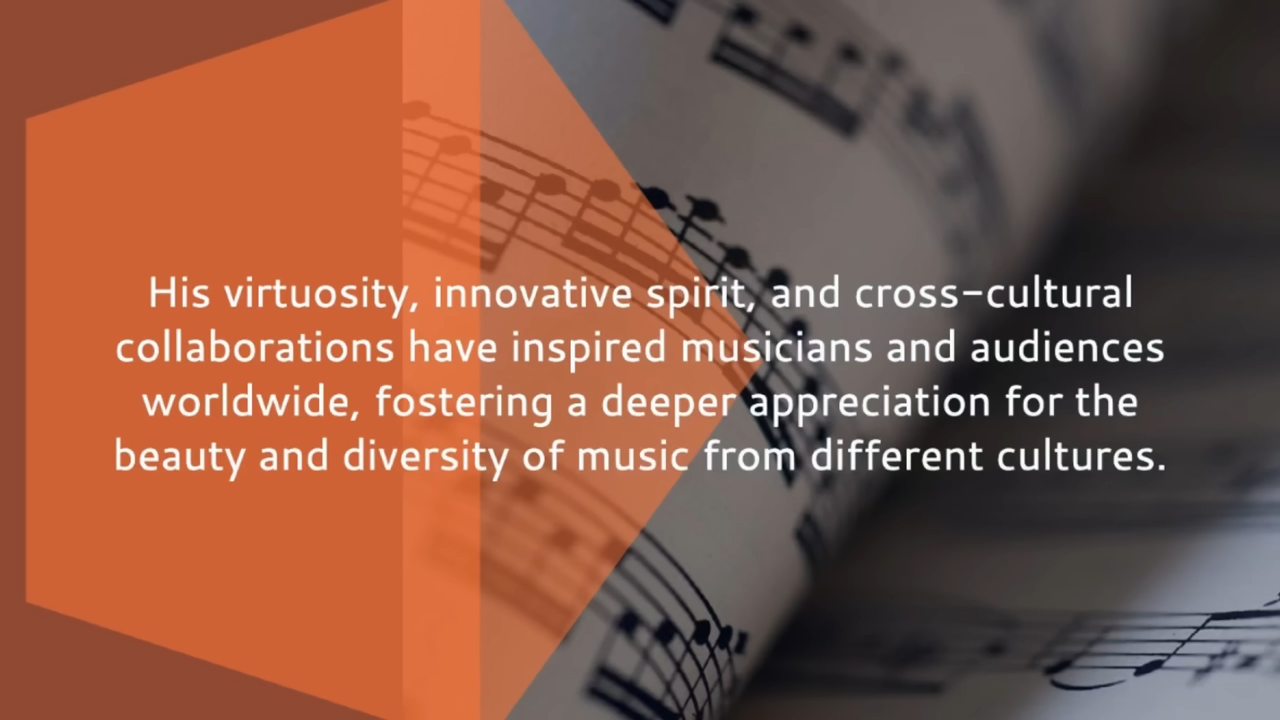 His virtuosity, innovative spirit, and cross-cultural
collaborations have inspired musicians and audiences
worldwide, fostering a deeper appreciation for the
beauty and diversity of music from different cultures.